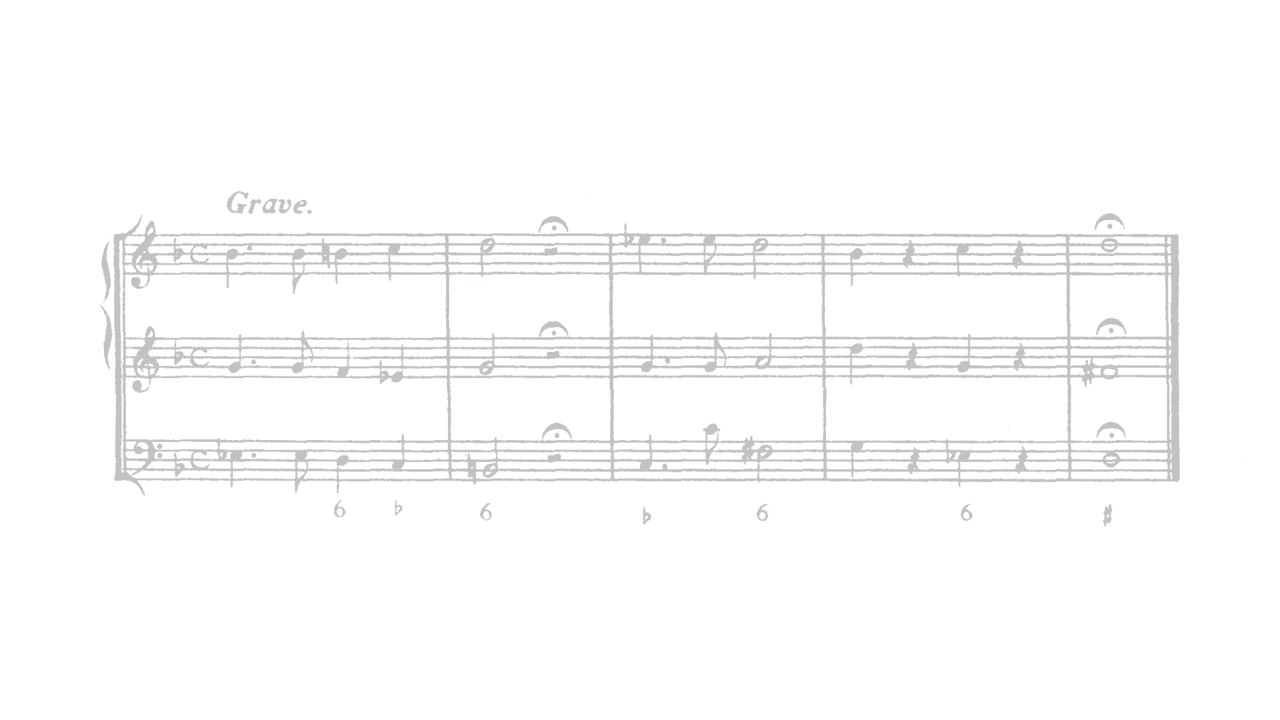 Grave.
6 ♭ 6 ♭ 6 6 ♯